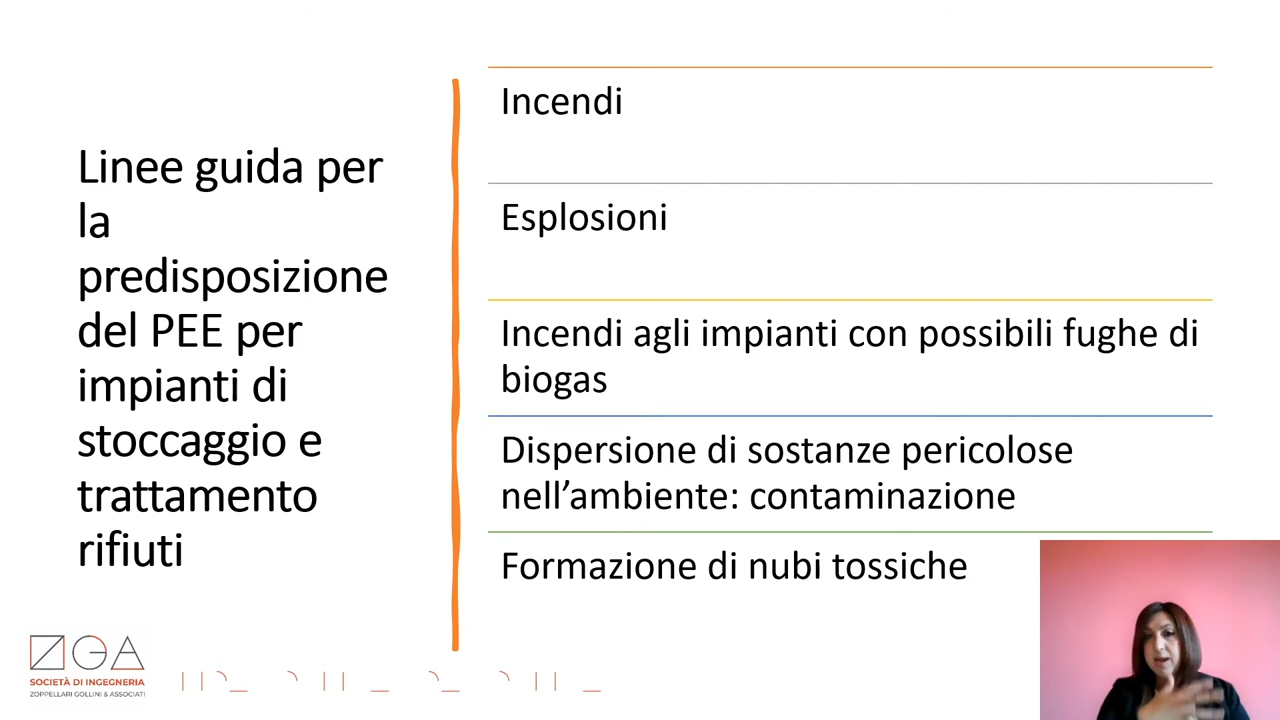 Linee guida per
la
predisposizione
del PEE per
impianti di
stoccaggio e
trattamento
rifiuti
Incendi
Esplosioni
Incendi agli impianti con possibili fughe di
biogas
Dispersione di sostanze pericolose
nell’ambiente: contaminazione
Formazione di nubi tossiche
ZGA
SOCIETÀ DI INGEGNERIA
ZOPPELLARI GOLLINI & ASSOCIATI